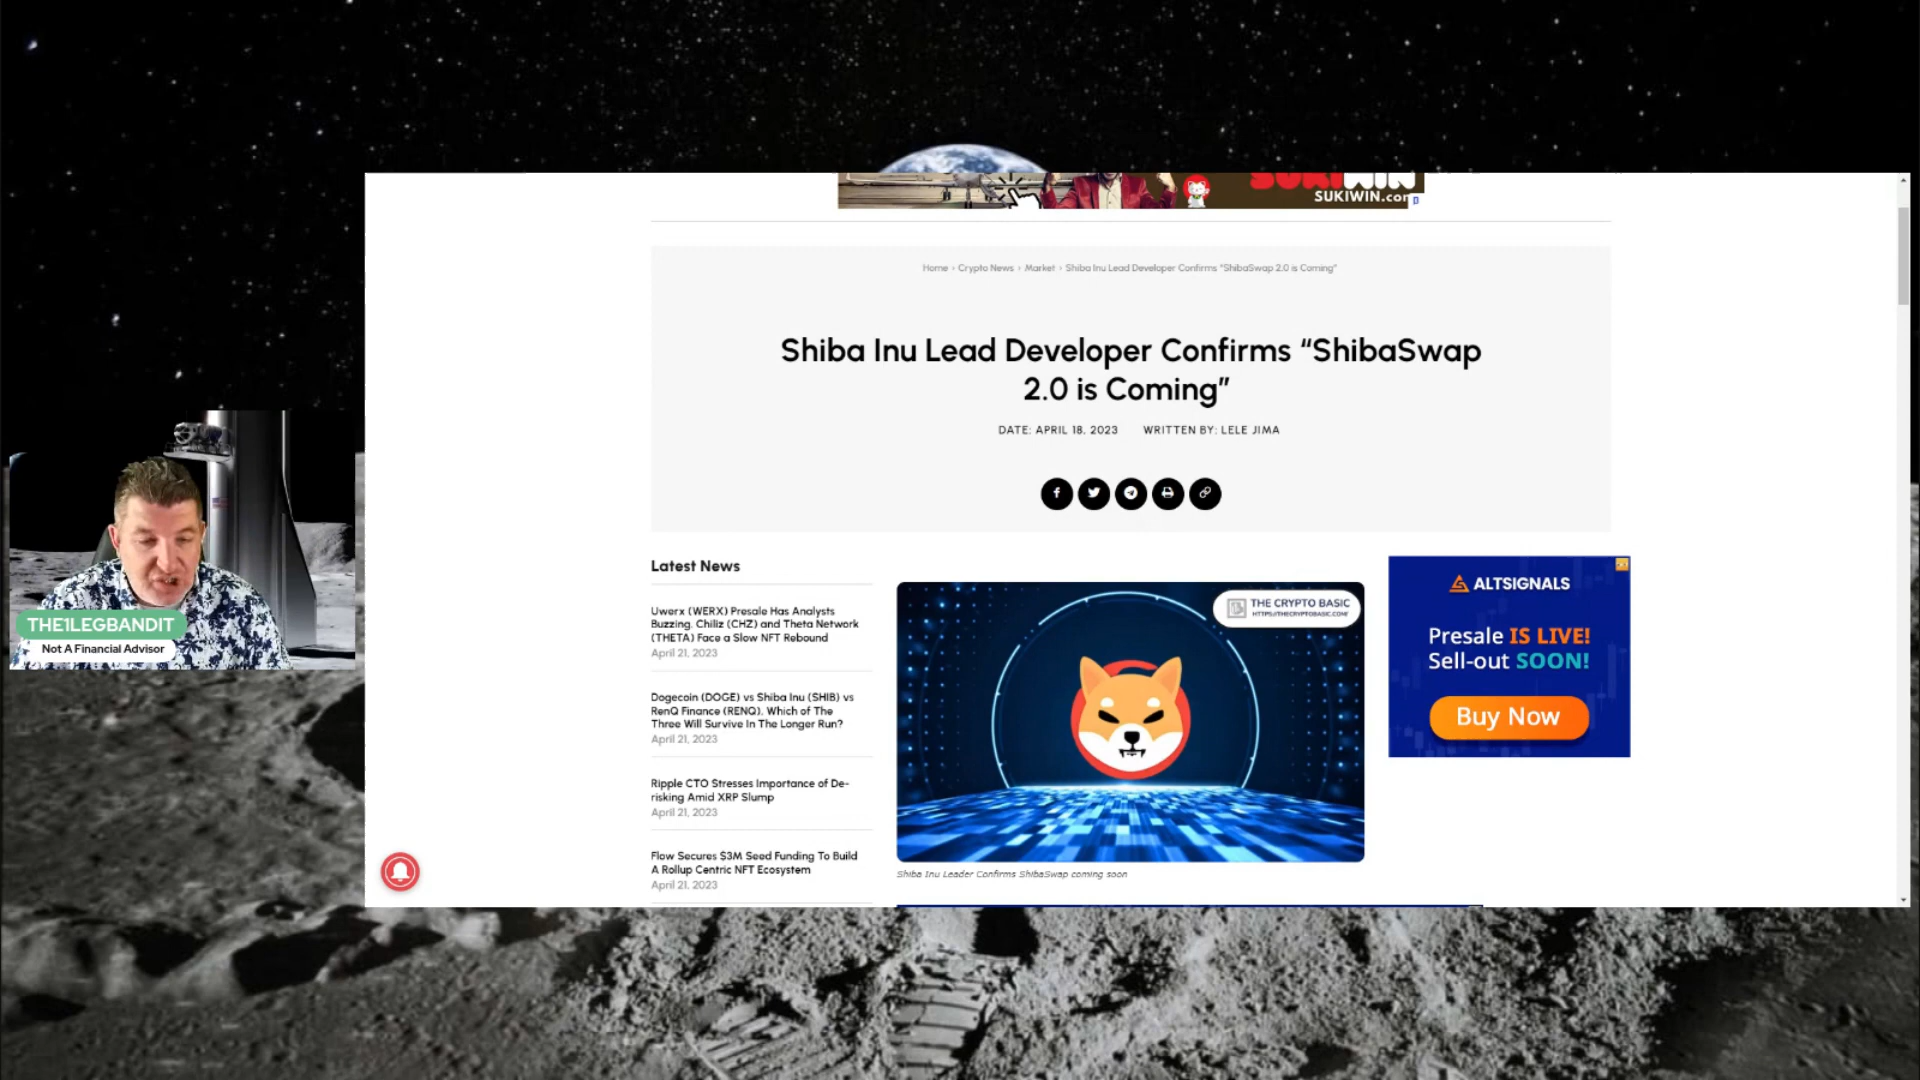 SUKIWIN
SUKIWIN.com
Home › Crypto News › Market › Shiba Inu Lead Developer Confirms “ShibaSwap 2.0 is Coming”
Shiba Inu Lead Developer Confirms “ShibaSwap
2.0 is Coming”
DATE: APRIL 18, 2023 WRITTEN BY: LELE JIMA
Latest News
Uwerx (WERX) Presale Has Analysts
Buzzing. Chiliz (CHZ) and Theta Network
(THETA) Face a Slow NFT Rebound
April 21, 2023
Dogecoin (DOGE) vs Shiba Inu (SHIB) vs
RenQ Finance (RENQ). Which of The
Three Will Survive In The Longer Run?
April 21, 2023
Ripple CTO Stresses Importance of De-
risking Amid XRP Slump
April 21, 2023
Flow Secures $3M Seed Funding To Build
A Rollup Centric NFT Ecosystem
April 21, 2023
THE CRYPTO BASIC
HTTPS://THECRYPTOBASIC.COM/
Shiba Inu Leader Confirms ShibaSwap coming soon
ALTSIGNALS
Presale IS LIVE!
Sell-out SOON!
Buy Now
THE1LEGBANDIT
Not A Financial Advisor